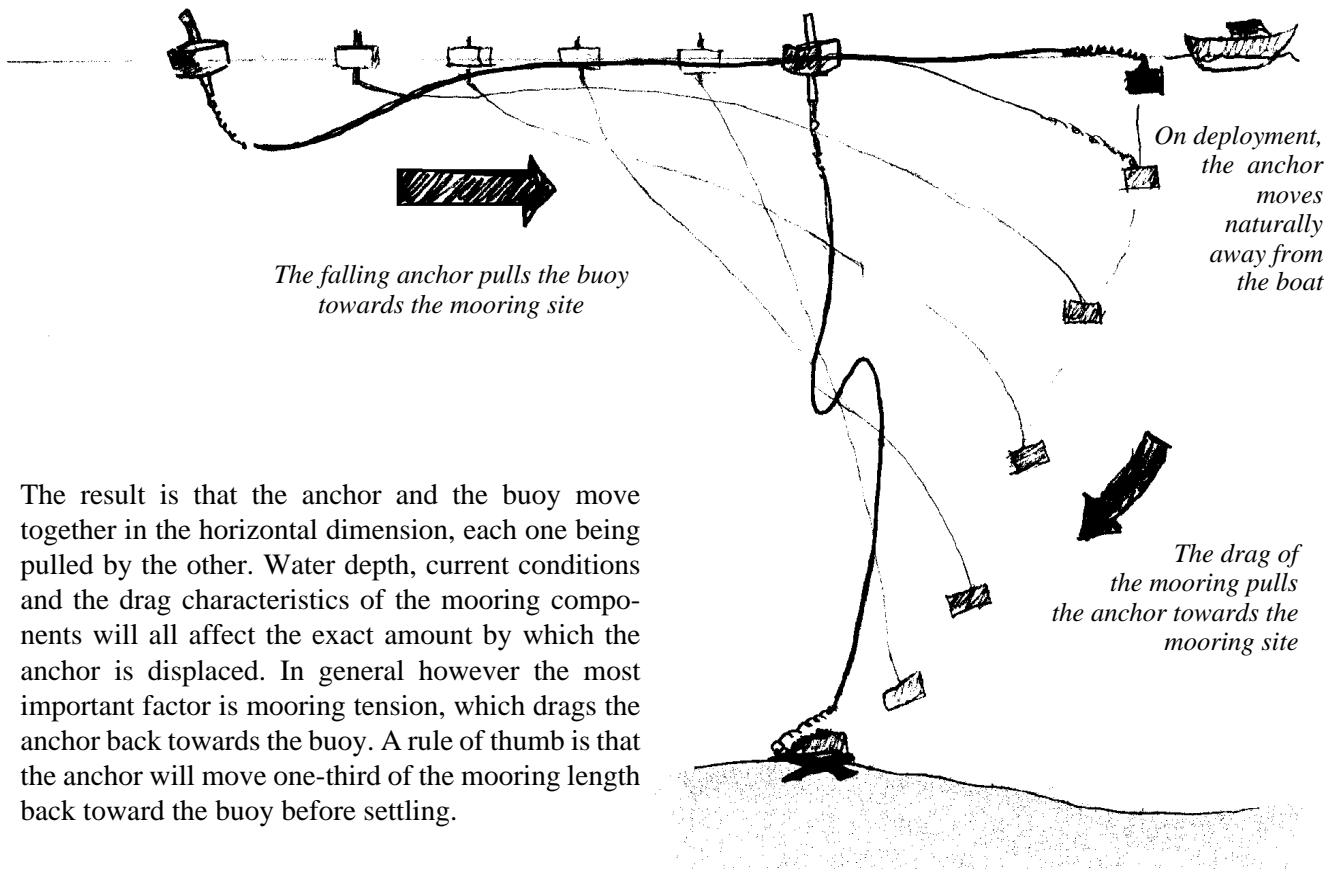 On deployment,
the anchor
moves
naturally
away from
the boat
The falling anchor pulls the buoy
towards the mooring site
The result is that the anchor and the buoy move
together in the horizontal dimension, each one being
pulled by the other. Water depth, current conditions
and the drag characteristics of the mooring compo-
nents will all affect the exact amount by which the
anchor is displaced. In general however the most
important factor is mooring tension, which drags the
anchor back towards the buoy. A rule of thumb is that
the anchor will move one-third of the mooring length
back toward the buoy before settling.
The drag of
the mooring pulls
the anchor towards the
mooring site